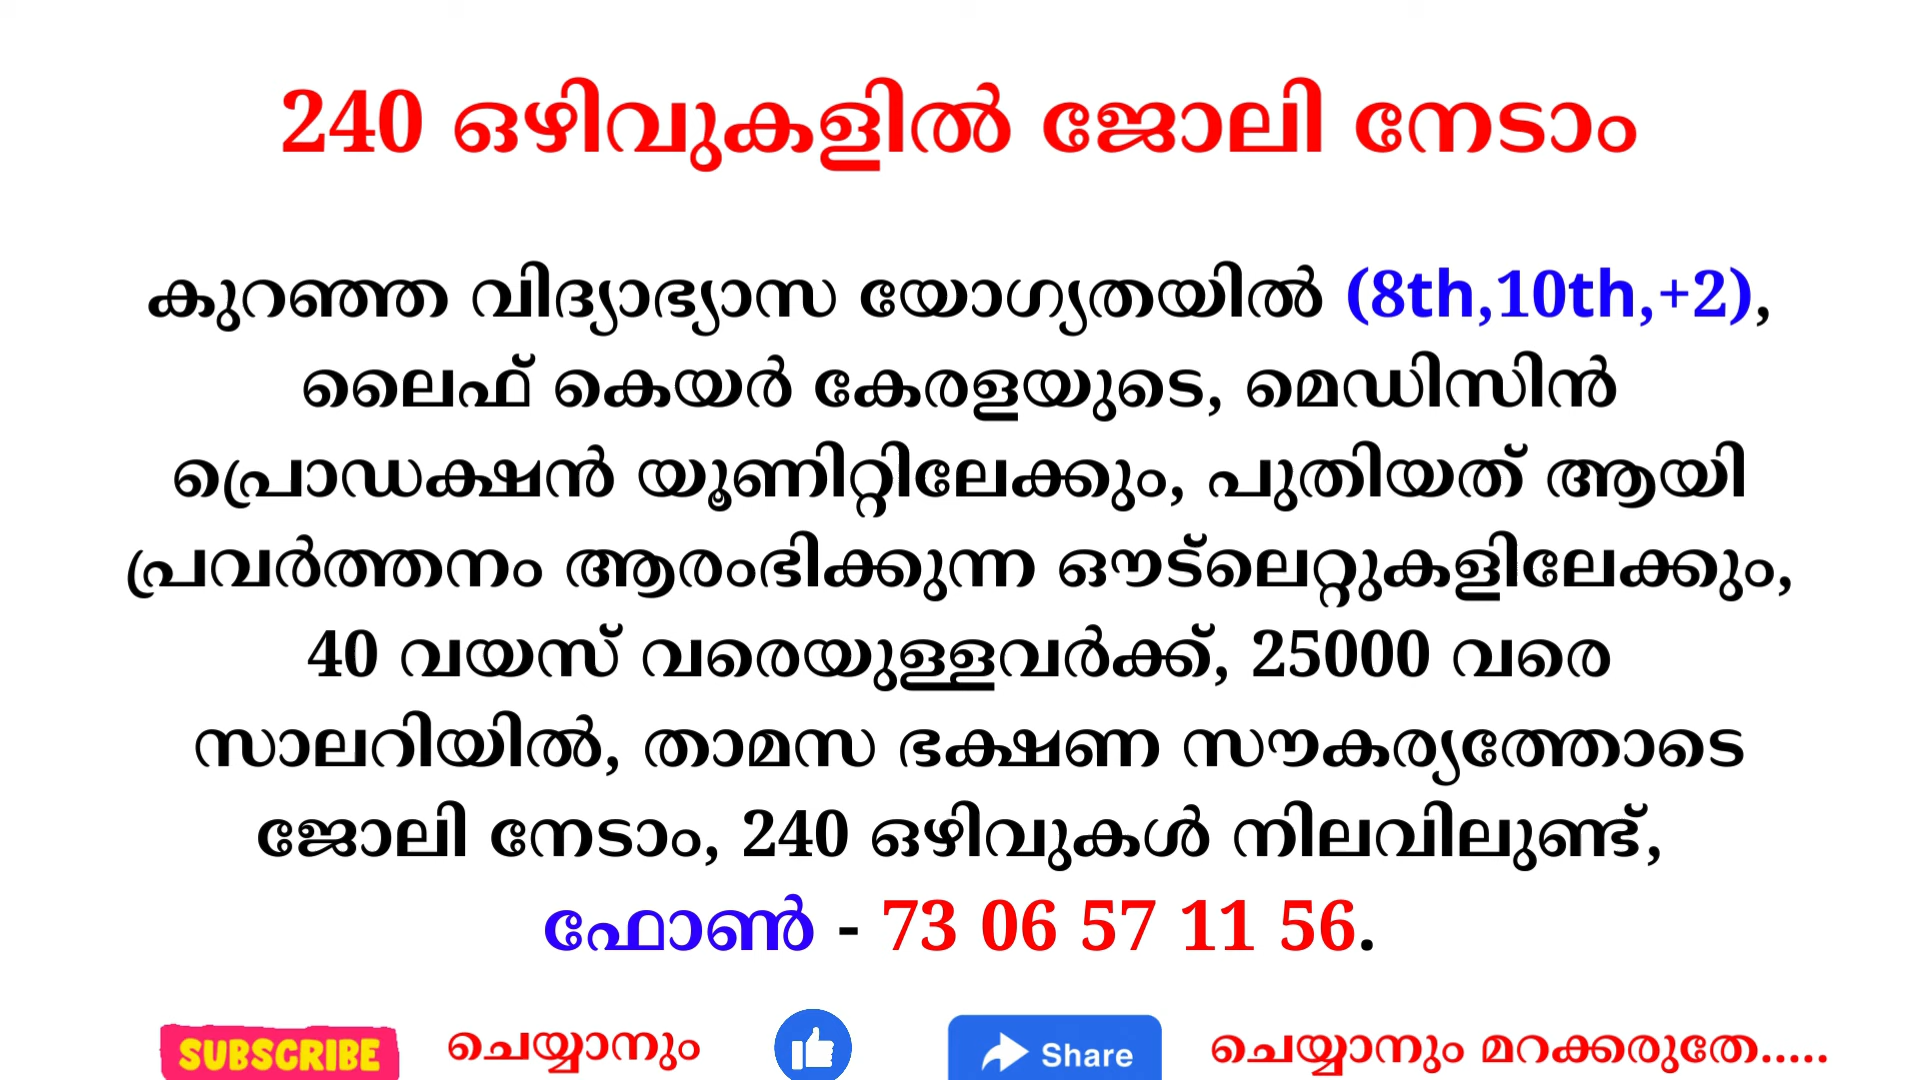 240 ഒഴിവുകളിൽ ജോലി നേടാം
കുറഞ്ഞ വിദ്യാഭ്യാസ യോഗ്യതയിൽ (8th,10th,+2),
ലൈഫ് കെയർ കേരളയുടെ, മെഡിസിൻ
പ്രൊഡക്ഷൻ യൂണിറ്റിലേക്കും, പുതിയത് ആയി
പ്രവർത്തനം ആരംഭിക്കുന്ന ഔട്ലെറ്റുകളിലേക്കും,
40 വയസ് വരെയുള്ളവർക്ക്, 25000 വരെ
സാലറിയിൽ, താമസ ഭക്ഷണ സൗകര്യത്തോടെ
ജോലി നേടാം, 240 ഒഴിവുകൾ നിലവിലുണ്ട്,
ഫോൺ - 73 06 57 11 56.
SUBSCRIBE ചെയ്യാനും Share ചെയ്യാനും മറക്കരുതേ.....